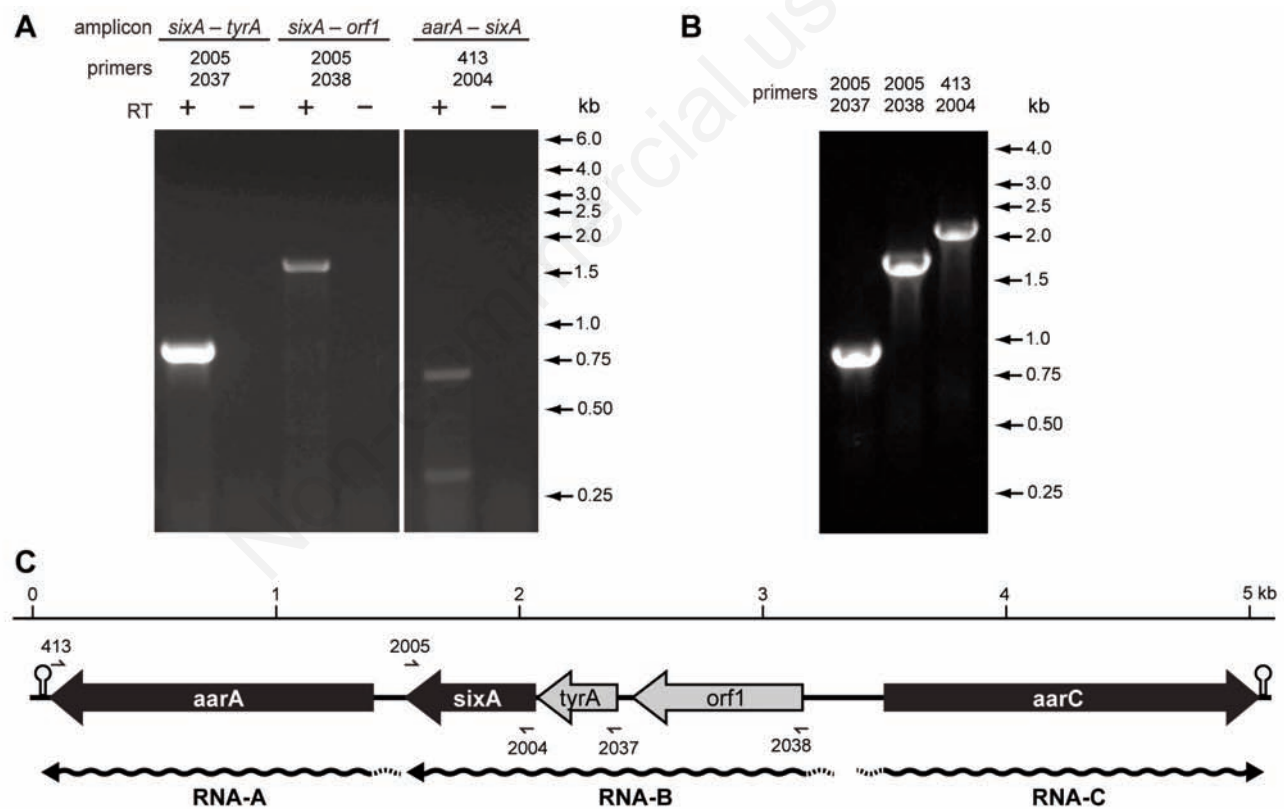 A
amplicon sixA – tyrA sixA – orf1 aarA – sixA
primers 2005 2005 413
2037 2038 2004
RT + – + – + – kb
6.0
4.0
3.0
2.5
2.0
1.5
1.0
0.75
0.50
0.25
B
primers 2005 2005 413
2037 2038 2004 kb
4.0
3.0
2.5
2.0
1.5
1.0
0.75
0.50
0.25
C
0 1 2 3 4 5 kb
413 2005
aarA sixA tyrA orf1 aarC
2004 2037 2038
RNA-A RNA-B RNA-C
Non-commercial us